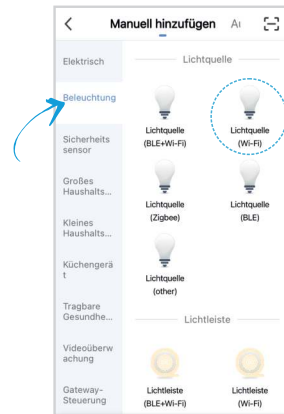 Manuell hinzufügen Aı
Elektrisch
Beleuchtung
Sicherheits
sensor
Großes
Haushalts...
Kleines
Haushalts...
Küchengerä
t
Tragbare
Gesundhe...
Videoüberw
achung
Gateway-
Steuerung
Lichtquelle
Lichtquelle
(BLE+Wi-Fi)
Lichtquelle
(Wi-Fi)
Lichtquelle
(Zigbee)
Lichtquelle
(BLE)
Lichtquelle
(other)
Lichtleiste
Lichtleiste
(BLE+Wi-Fi)
Lichtleiste
(Wi-Fi)